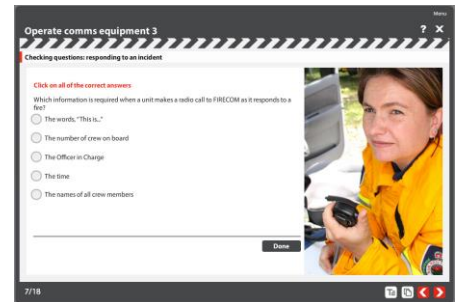 Menu
Operate comms equipment 3
? X
Checking questions: responding to an incident
Click on all of the correct answers
Which information is required when a unit makes a radio call to FIRECOM as it responds to a
fire?
The words, "This is..."
The number of crew on board
The Officer in Charge
The time
The names of all crew members
Done
7/18